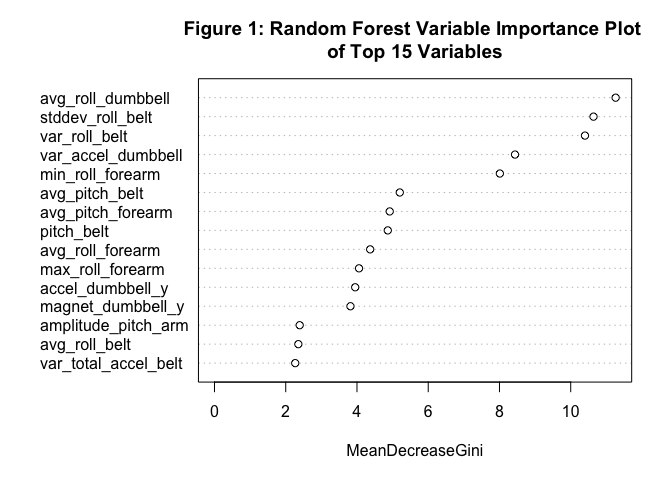 Figure 1: Random Forest Variable Importance Plot
of Top 15 Variables
avg_roll_dumbbell
stddev_roll_belt
var_roll_belt
var_accel_dumbbell
min_roll_forearm
avg_pitch_belt
avg_pitch_forearm
pitch_belt
avg_roll_forearm
max_roll_forearm
accel_dumbbell_y
magnet_dumbbell_y
amplitude_pitch_arm
avg_roll_belt
var_total_accel_belt
0 2 4 6 8 10
MeanDecreaseGini